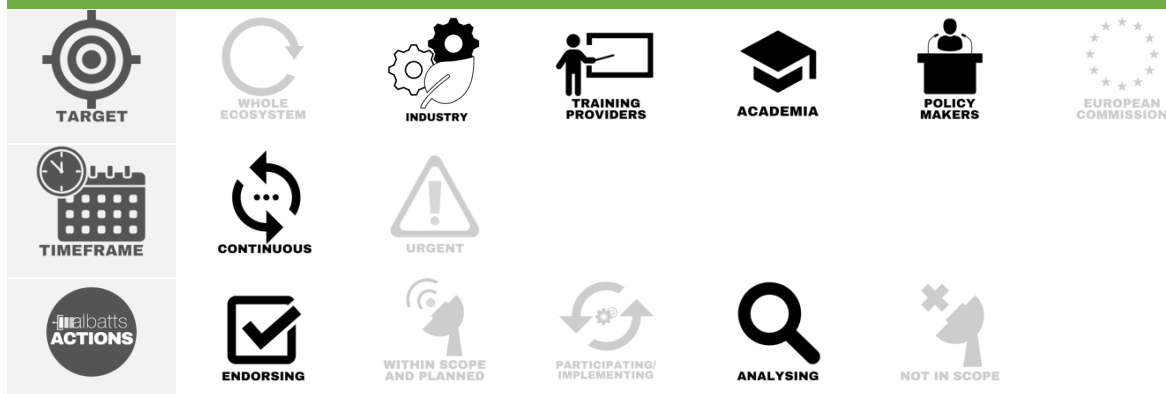 TARGET
WHOLE
ECOSYSTEM
INDUSTRY
TRAINING
PROVIDERS
ACADEMIA
POLICY
MAKERS
EUROPEAN
COMMISSION
TIMEFRAME
CONTINUOUS
URGENT
albatts
ACTIONS
ENDORSING
WITHIN SCOPE
AND PLANNED
PARTICIPATING/
IMPLEMENTING
ANALYSING
NOT IN SCOPE